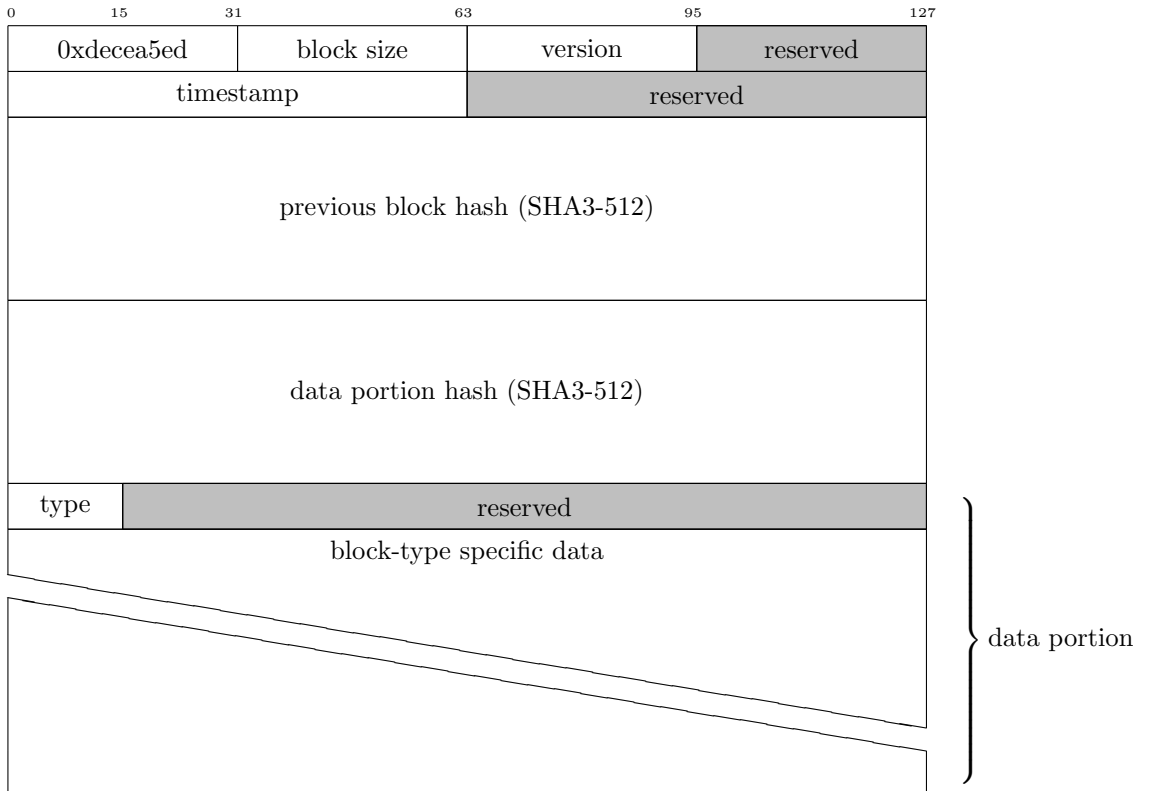 0 15 31 63 95 127
0xdecea5ed block size version reserved
timestamp reserved
previous block hash (SHA3-512)
data portion hash (SHA3-512)
type reserved
block-type specific data
data portion